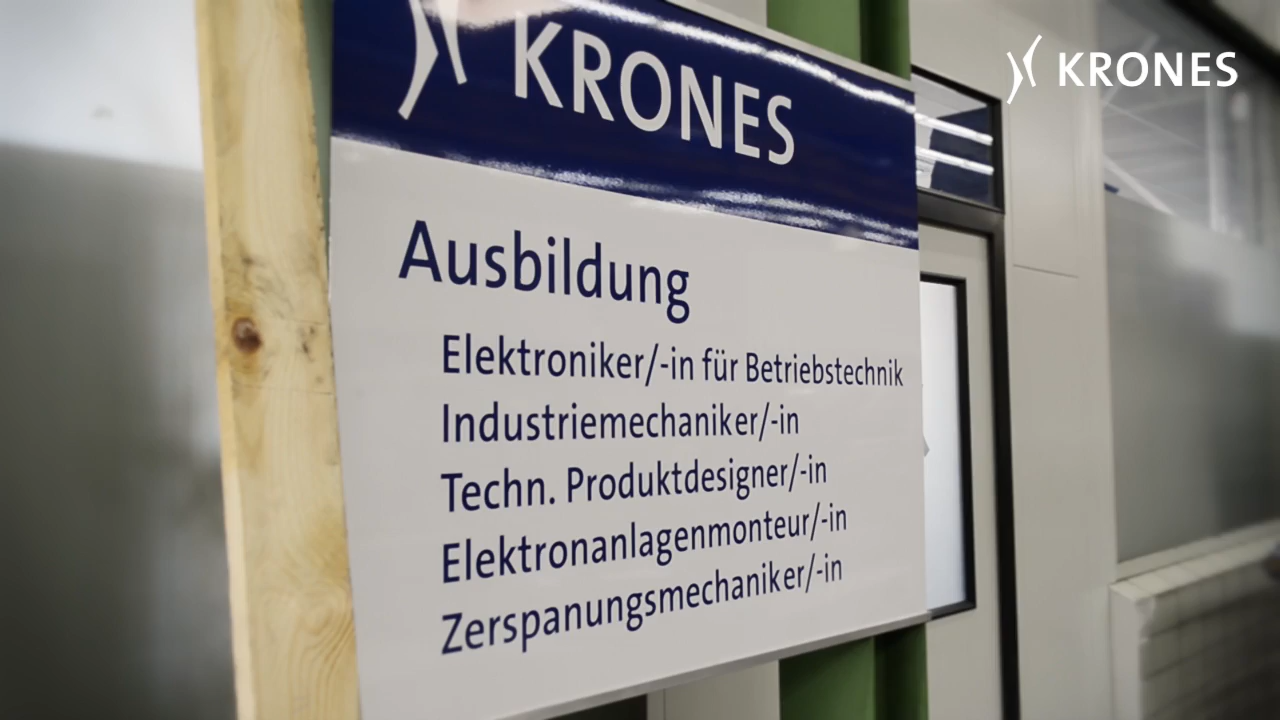 KRONES
KRONES
Ausbildung
Elektroniker/-in für Betriebstechnik
Industriemechaniker/-in
Techn. Produktdesigner/-in
Elektronanlagenmonteur/-in
Zerspanungsmechaniker/-in